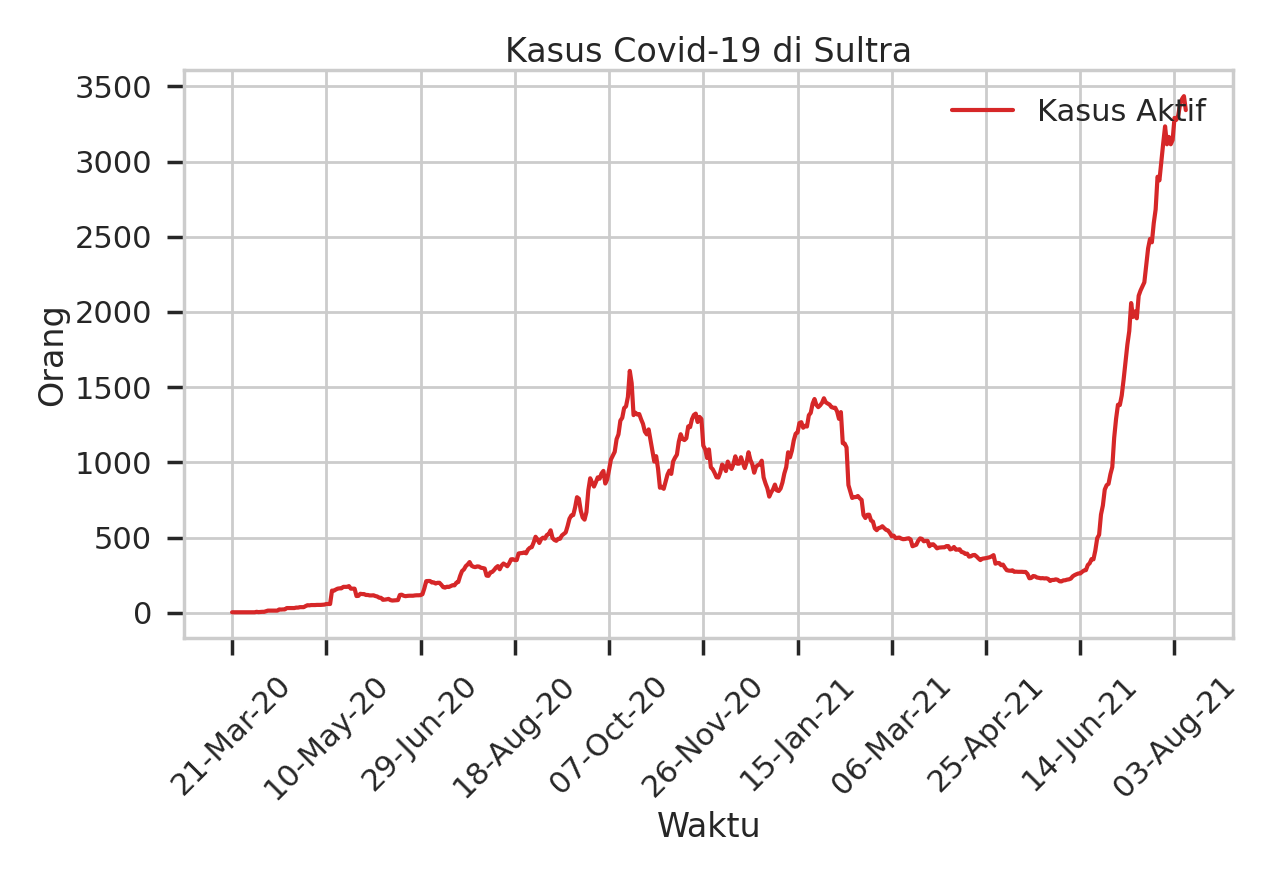 Kasus Covid-19 di Sultra
3500
3000
2500
2000
1500
1000
500
0
Orang
Kasus Aktif
21-Mar-20
10-May-20
29-Jun-20
18-Aug-20
07-Oct-20
26-Nov-20
15-Jan-21
06-Mar-21
25-Apr-21
14-Jun-21
03-Aug-21
Waktu